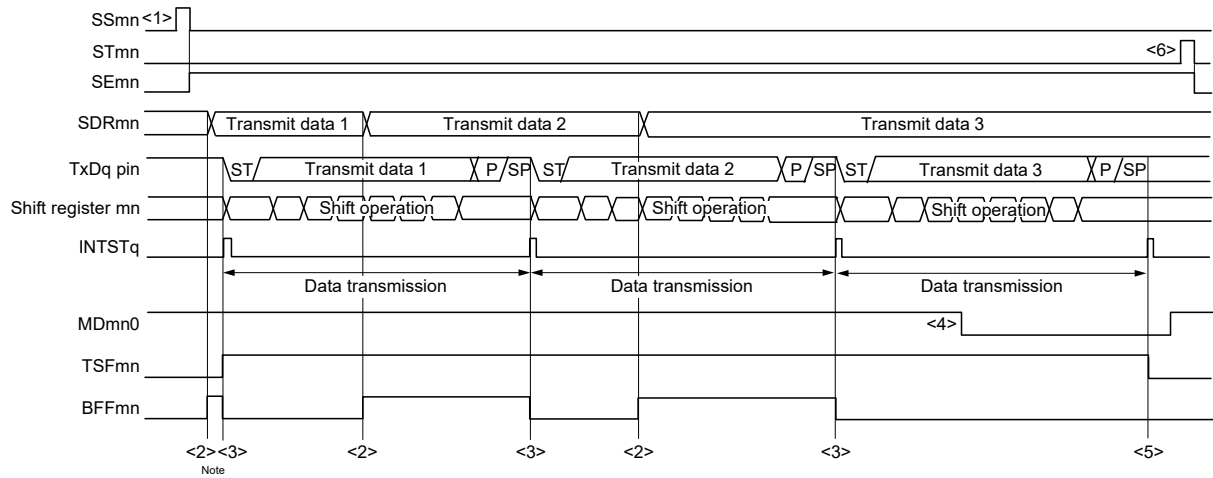 SSmn <1>
STmn <6>
SEmn
SDRmn Transmit data 1 Transmit data 2 Transmit data 3
TxDq pin ST Transmit data 1 P SP ST Transmit data 2 P SP ST Transmit data 3 P SP
Shift register mn Shift operation Shift operation Shift operation
INTSTq
Data transmission Data transmission Data transmission
MDmn0 <4>
TSFmn
BFFmn
<2> <3> <2> <3> <2> <3> <5>
Note